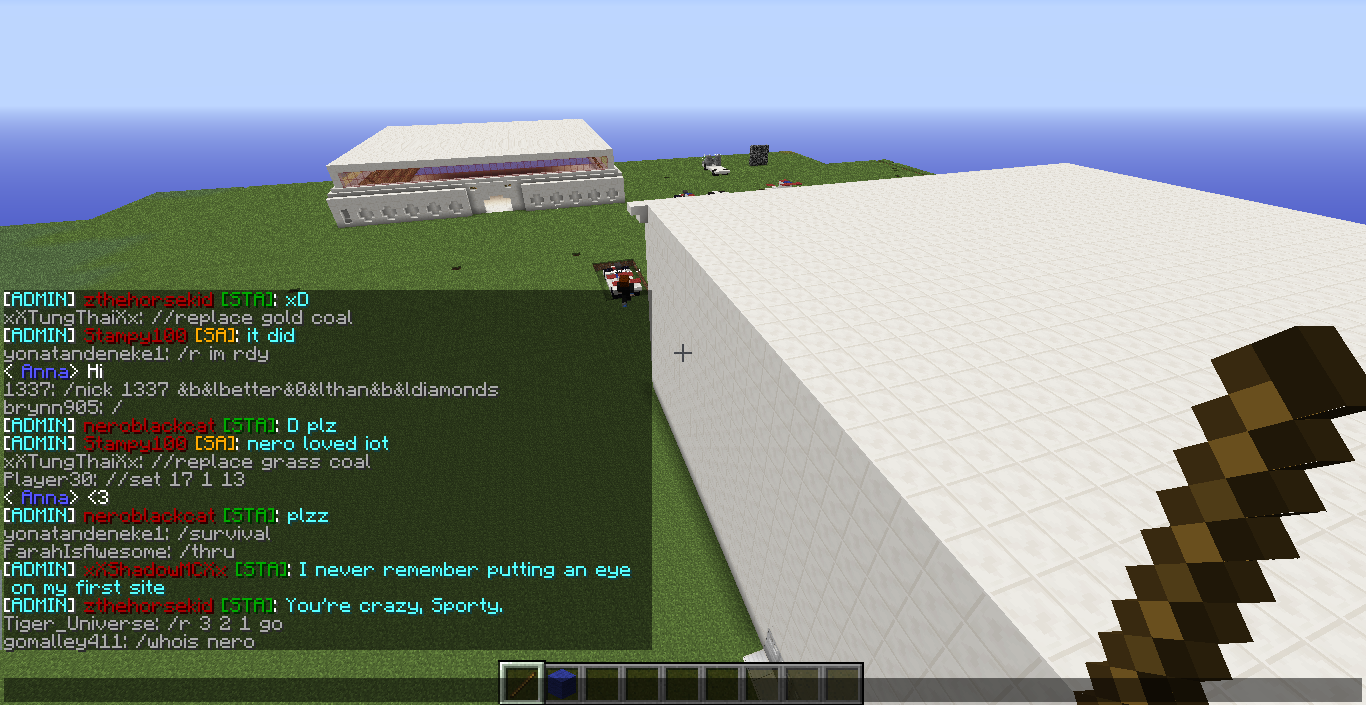 [ADMIN] zthehorsekid [STA]: xD
xXTungThaiXx: //replace gold coal
[ADMIN] Stampy100 [SA]: it did
yonatandeneke1: /r im rdy
< Anna> Hi
1337: /nick 1337 &b&lbetter&0&lthan&b&ldiamonds
brynn905: /
[ADMIN] neroblackcat [STA]: D plz
[ADMIN] Stampy100 [SA]: nero loved iot
xXTungThaiXx: //replace grass coal
Player30: //set 17 1 13
< Anna> <3
[ADMIN] neroblackcat [STA]: plzz
yonatandeneke1: /survival
FarahIsAwesome: /thru
[ADMIN] xXShadowMCXx [STA]: I never remember putting an eye
on my first site
[ADMIN] zthehorsekid [STA]: You're crazy, Sporty.
Tiger_Universe: /r 3 2 1 go
gomalley411: /whois nero